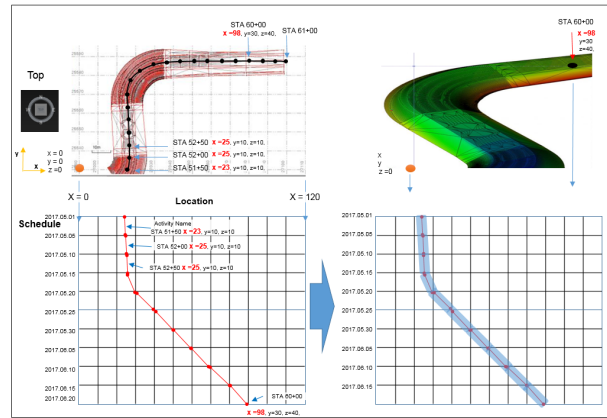 STA 60+00
x =98, y=30, z=40,
STA 61+00
Top
STA 52+50 x =25, y=10, z=10,
STA 52+00 x =25, y=10, z=10,
STA 51+50 x =23, y=10, z=10
Y
X
x = 0
y = 0
z =0
X = 0
Location
X =120
STA 60+00
x =98
y=30
z=40,
x
y
z =0
Schedule
2017.05.01
2017.05.05
2017.05.10
2017.05.15
2017.05.20
2017.05.30
2017.06.05
2017.06.10
2017.06.15
2017.06.20
Activity Name
STA 51+50 x =23, y=10, z=10
STA 52+00 x =25, y=10, z=10
STA 52+50 x =25, y=10, z=10
STA 60+00
x =98, y=30, z=40,
2017.05.01
2017.05.05
2017.05.10
2017.05.15
2017.05.20
2017.05.30
2017.06.05
2017.06.10
2017.06.15